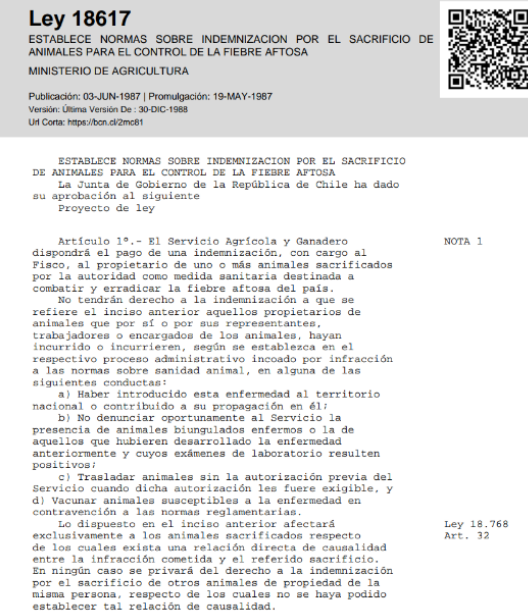 Ley 18617
ESTABLECE NORMAS SOBRE INDEMNIZACION POR EL SACRIFICIO DE
ANIMALES PARA EL CONTROL DE LA FIEBRE AFTOSA
MINISTERIO DE AGRICULTURA
Publicación: 03-JUN-1987 | Promulgación: 19-MAY-1987
Versión: Última Versión De : 30-DIC-1988
Url Corta: https://bcn.cl/2mc81
ESTABLECE NORMAS SOBRE INDEMNIZACION POR EL SACRIFICIO
DE ANIMALES PARA EL CONTROL DE LA FIEBRE AFTOSA
La Junta de Gobierno de la República de Chile ha dado
su aprobación al siguiente
Proyecto de ley
Artículo 1º.- El Servicio Agrícola y Ganadero NOTA 1
dispondrá el pago de una indemnización, con cargo al
Fisco, al propietario de uno o más animales sacrificados
por la autoridad como medida sanitaria destinada a
combatir y erradicar la fiebre aftosa del país.
No tendrán derecho a la indemnización a que se
refiere el inciso anterior aquellos propietarios de
animales que por sí o por sus representantes,
trabajadores o encargados de los animales, hayan
incurrido o incurrieren, según se establezca en el
respectivo proceso administrativo incoado por infracción
a las normas sobre sanidad animal, en alguna de las
siguientes conductas:
a) Haber introducido esta enfermedad al territorio
nacional o contribuido a su propagación en él;
b) No denunciar oportunamente al Servicio la
presencia de animales biungulados enfermos o la de
aquellos que hubieren desarrollado la enfermedad
anteriormente y cuyos exámenes de laboratorio resulten
positivos;
c) Trasladar animales sin la autorización previa del
Servicio cuando dicha autorización les fuere exigible, y
d) Vacunar animales susceptibles a la enfermedad en
contravención a las normas reglamentarias.
Lo dispuesto en el inciso anterior afectará Ley 18.768
exclusivamente a los animales sacrificados respecto Art. 32
de los cuales exista una relación directa de causalidad
entre la infracción cometida y el referido sacrificio.
En ningún caso se privará del derecho a la indemnización
por el sacrificio de otros animales de propiedad de la
misma persona, respecto de los cuales no se haya podido
establecer tal relación de causalidad.